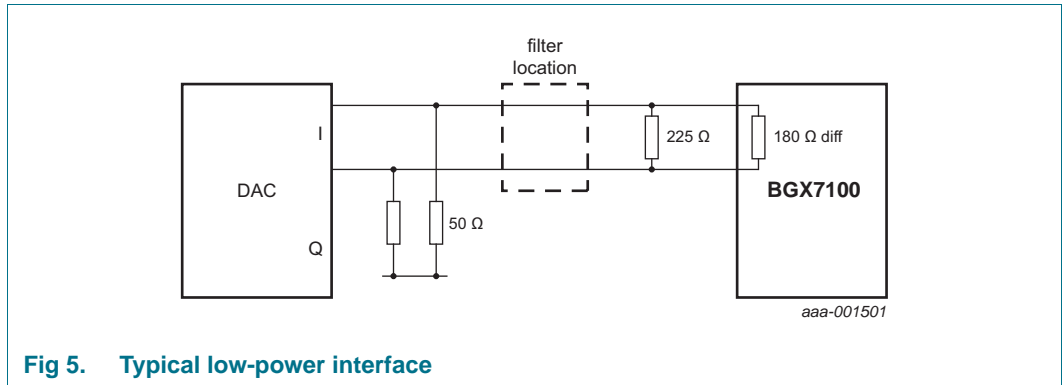 filter
location
I
225 Ω
180 Ω diff
DAC
BGX7100
50 Ω
Q
aaa-001501
Fig 5. Typical low-power interface